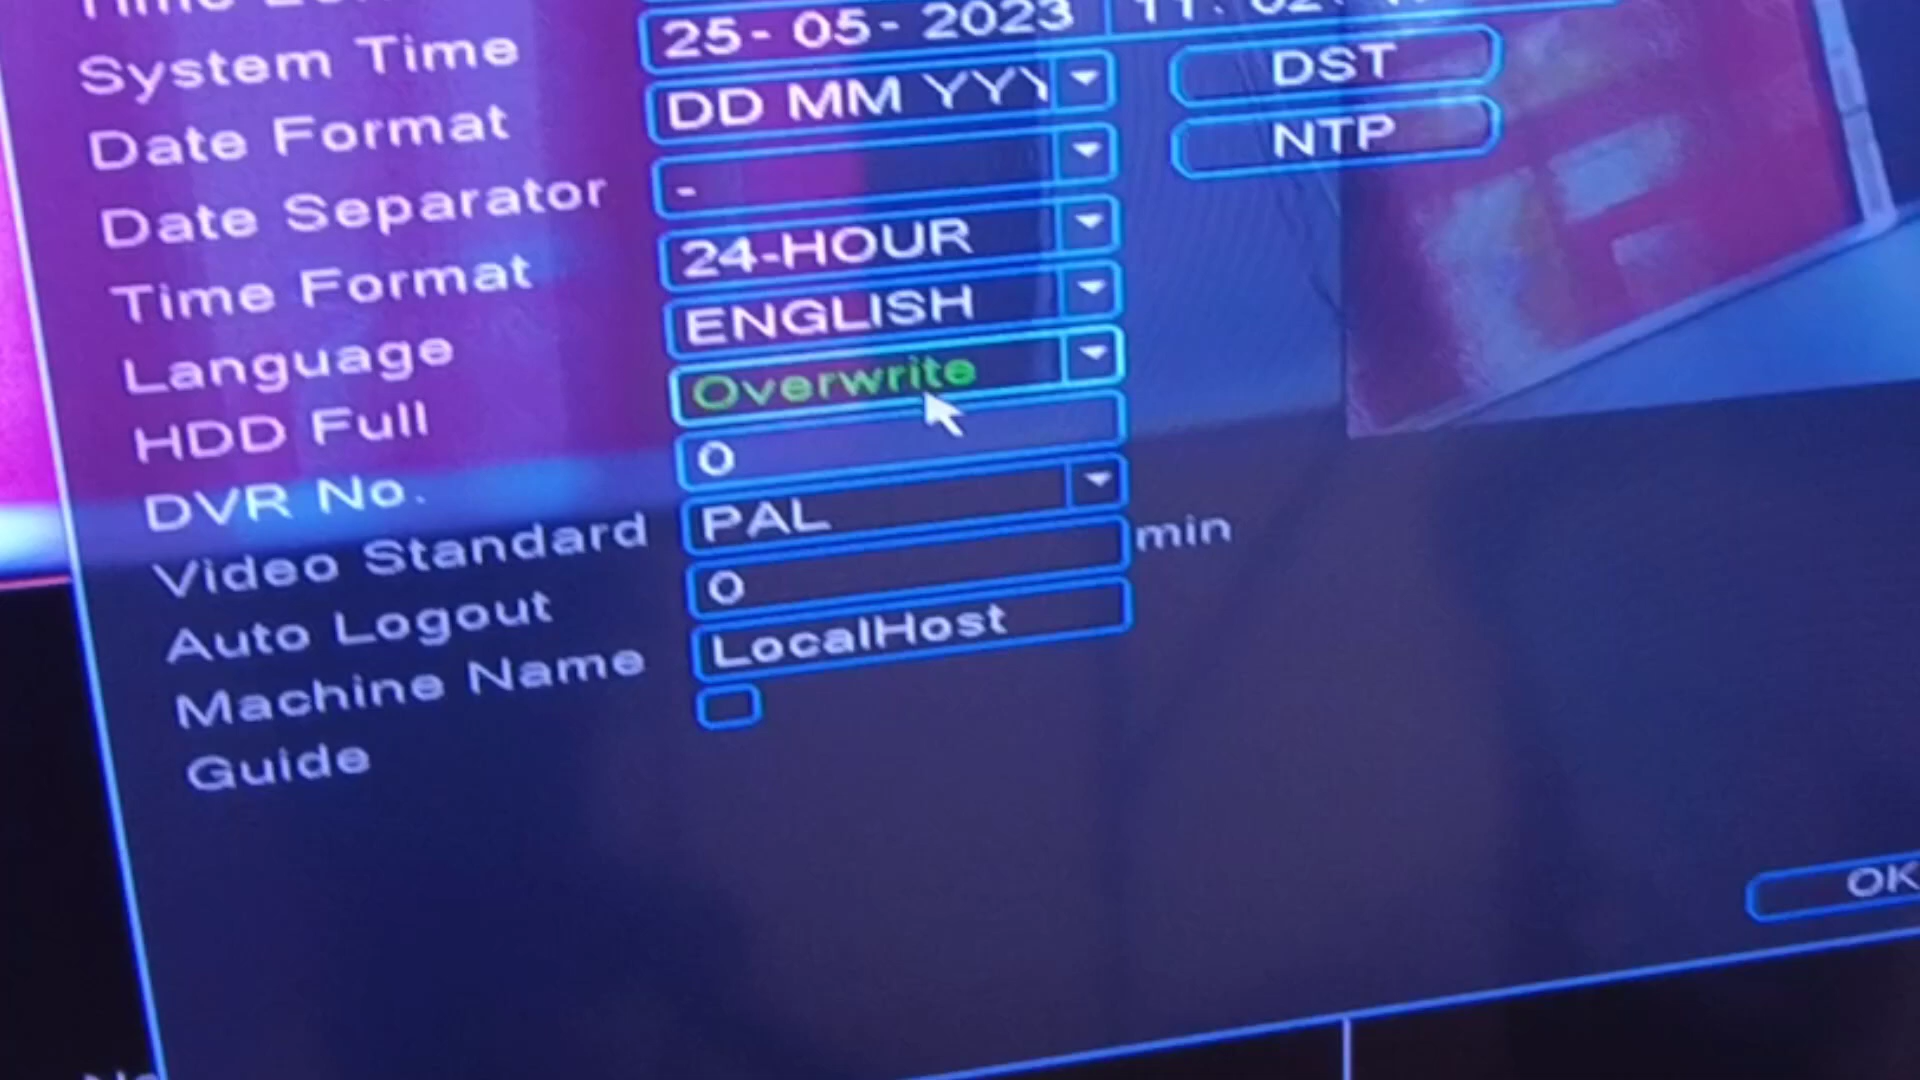 System Time 25- 05- 2023 11: 02:
Date Format DD MM YYY DST
Date Separator - NTP
Time Format 24-HOUR
Language ENGLISH
HDD Full Overwrite
DVR No. 0
Video Standard PAL
Auto Logout 0 min
Machine Name LocalHost
Guide
OK